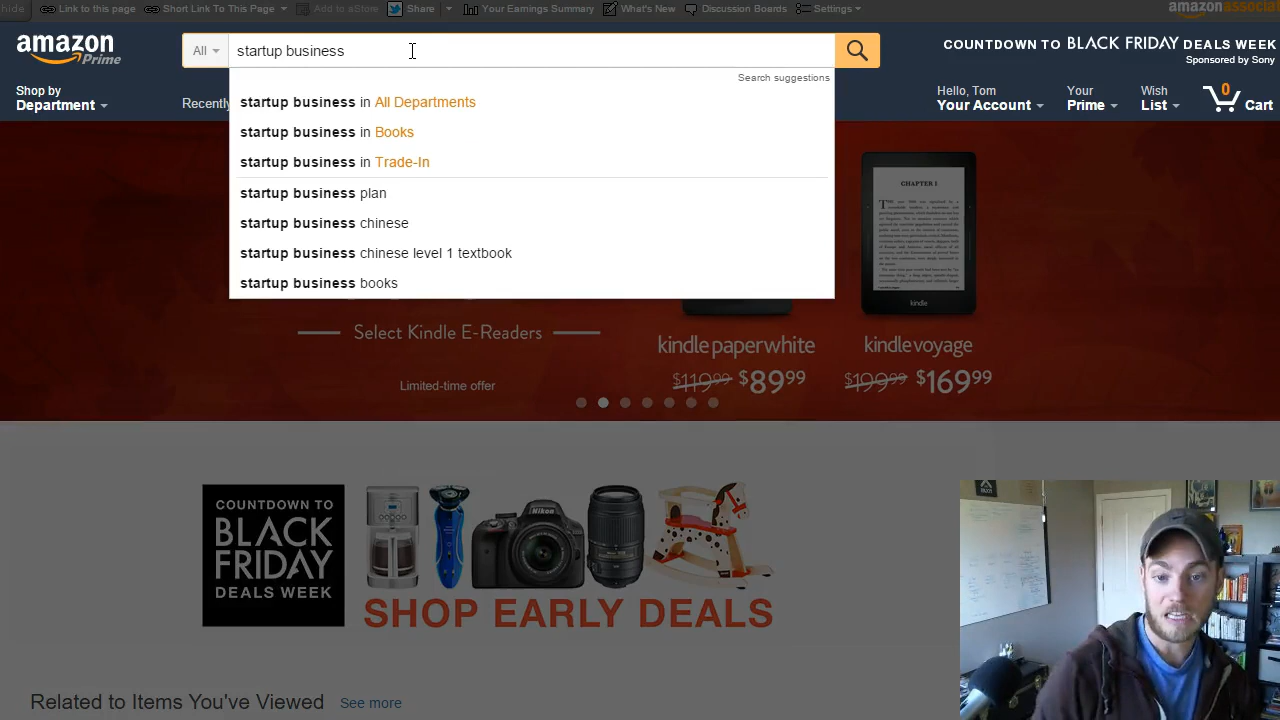 hide
Link to this page
Short Link To This Page
Add to aStore
Share
Your Earnings Summary
What's New
Discussion Boards
Settings
amazonassoci
amazon
Prime
All
startup business
COUNTDOWN TO BLACK FRIDAY DEALS WEEK
Sponsored by Sony
Search suggestions
Shop by
Department
Recently
Hello, Tom
Your Account
Your
Prime
Wish
List
0
Cart
startup business in All Departments
startup business in Books
startup business in Trade-In
startup business plan
startup business chinese
startup business chinese level 1 textbook
startup business books
CHAPTER I
kindle
Select Kindle E-Readers
Limited-time offer
kindle paperwhite
$119.99 $89.99
kindle voyage
$199.99 $169.99
COUNTDOWN TO
BLACK
FRIDAY
DEALS WEEK
Nikon
SHOP EARLY DEALS
Related to Items You've Viewed
See more